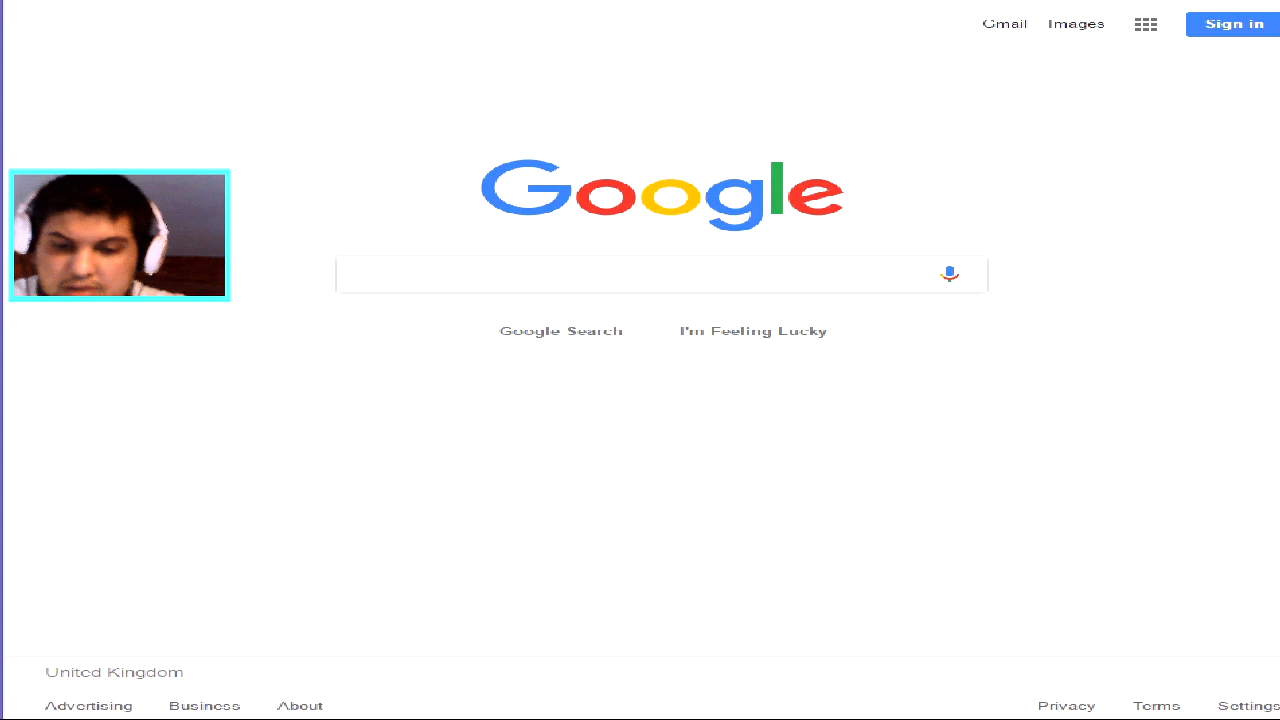 Gmail Images Sign in
Google
Google Search I'm Feeling Lucky
United Kingdom
Advertising Business About Privacy Terms Settings